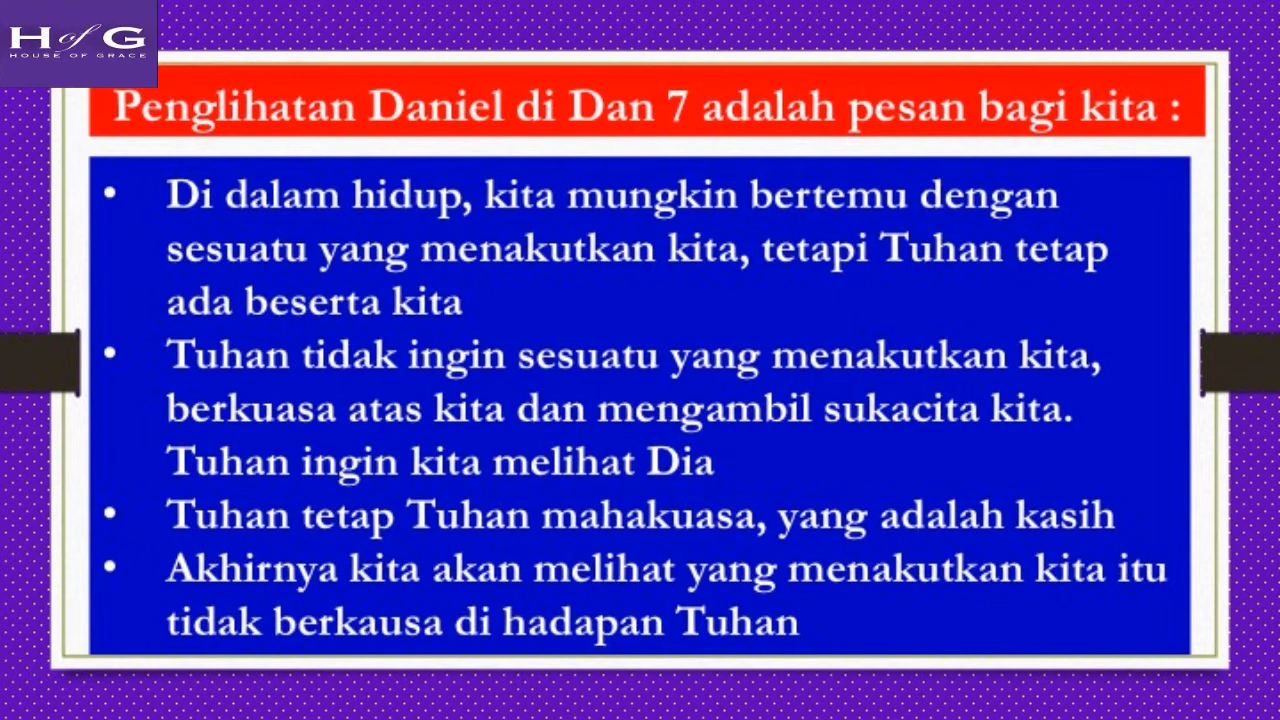 H of G
HOUSE OF GRACE
Penglihatan Daniel di Dan 7 adalah pesan bagi kita :
• Di dalam hidup, kita mungkin bertemu dengan
sesuatu yang menakutkan kita, tetapi Tuhan tetap
ada beserta kita
• Tuhan tidak ingin sesuatu yang menakutkan kita,
berkuasa atas kita dan mengambil sukacita kita.
Tuhan ingin kita melihat Dia
• Tuhan tetap Tuhan mahakuasa, yang adalah kasih
• Akhirnya kita akan melihat yang menakutkan kita itu
tidak berkausa di hadapan Tuhan